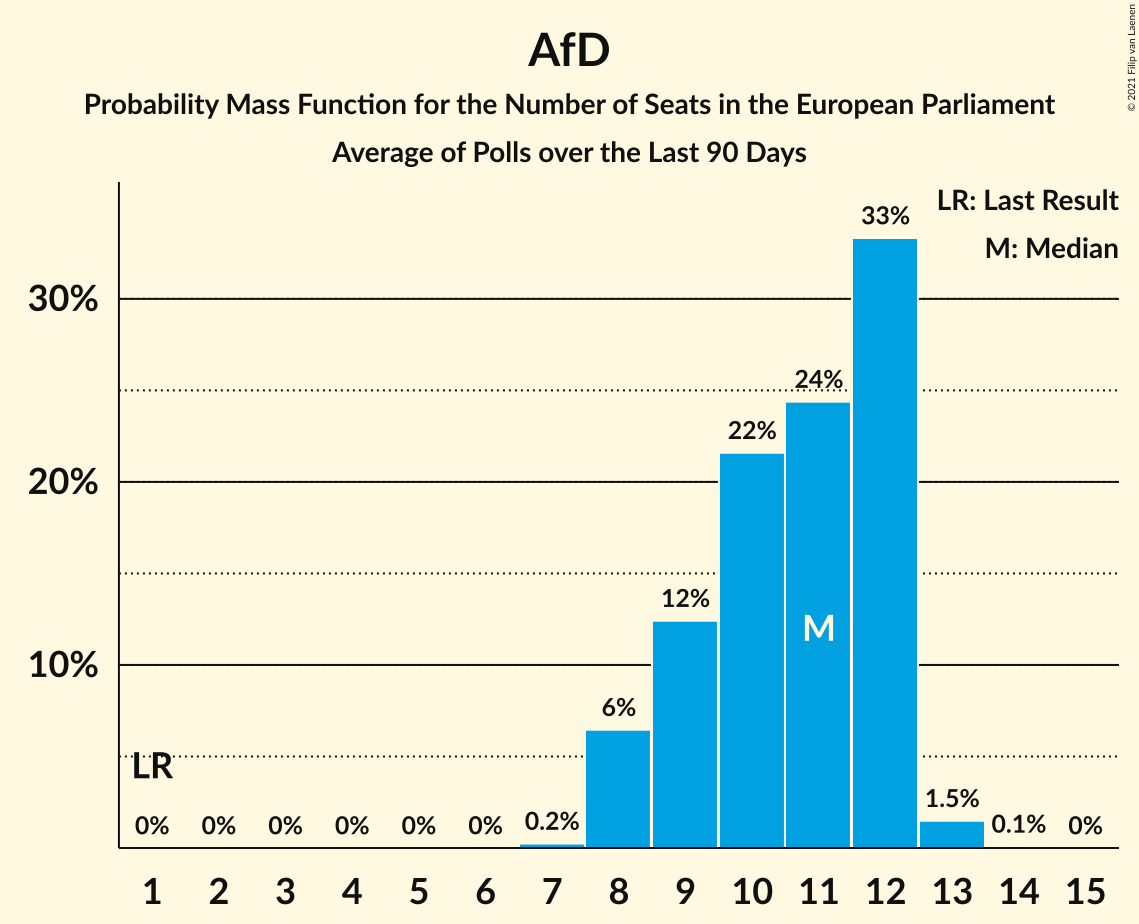 AfD
Probability Mass Function for the Number of Seats in the European Parliament
Average of Polls over the Last 90 Days
© 2021 Filip van Laenen
LR: Last Result
M: Median
30%
20%
10%
33%
24%
22%
12%
M
6%
LR
0%
0%
0%
0%
0%
0%
0.2%
1.5%
0.1%
0%
1 2 3 4 5 6 7 8 9 10 11 12 13 14 15